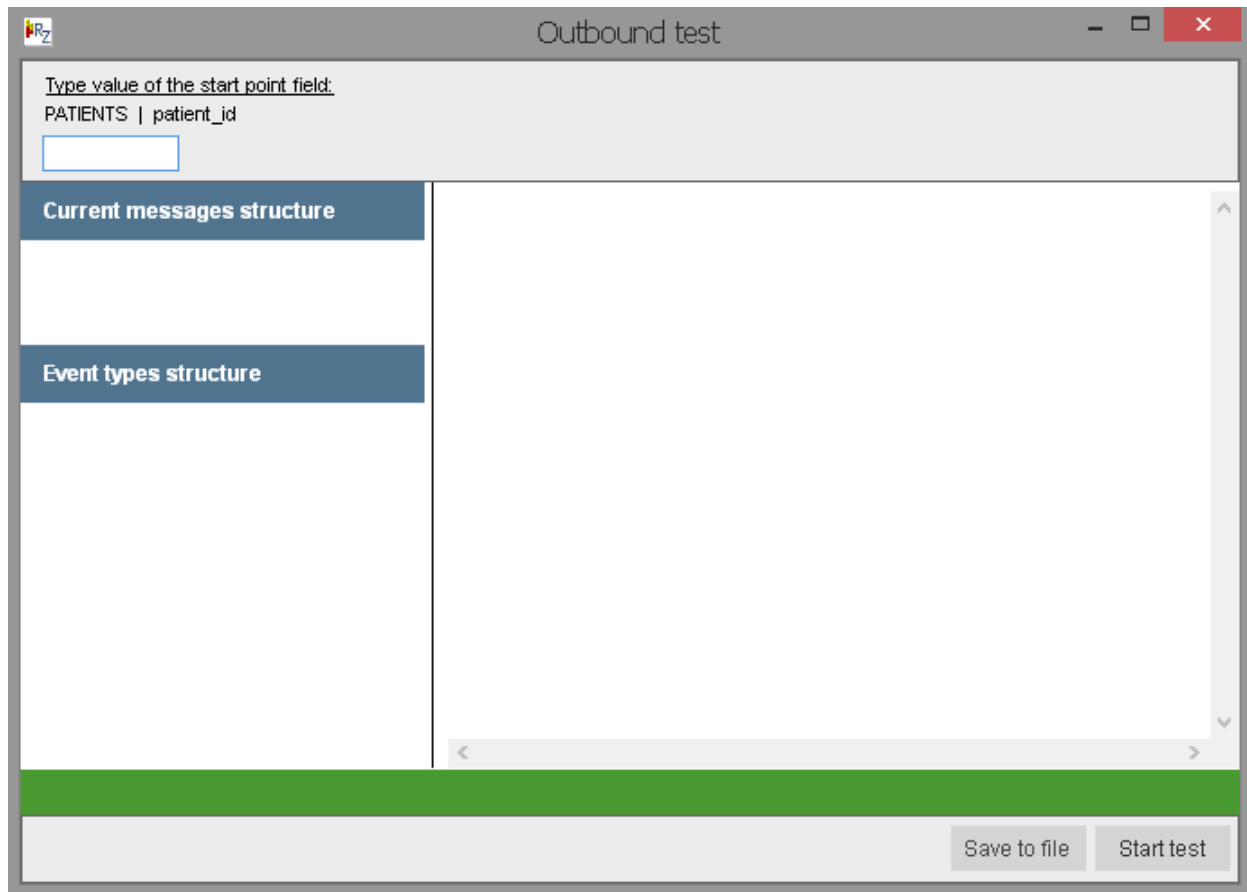 RZ
Outbound test
Type value of the start point field:
PATIENTS | patient_id
Current messages structure
Event types structure
Save to file
Start test